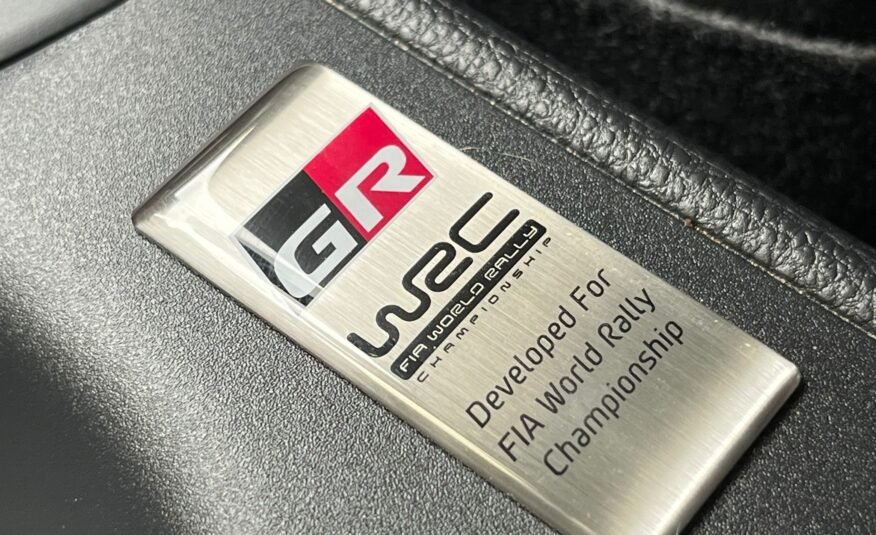 GR
WRC
FIA WORLD RALLY
CHAMPIONSHIP
Developed For
FIA World Rally
Championship